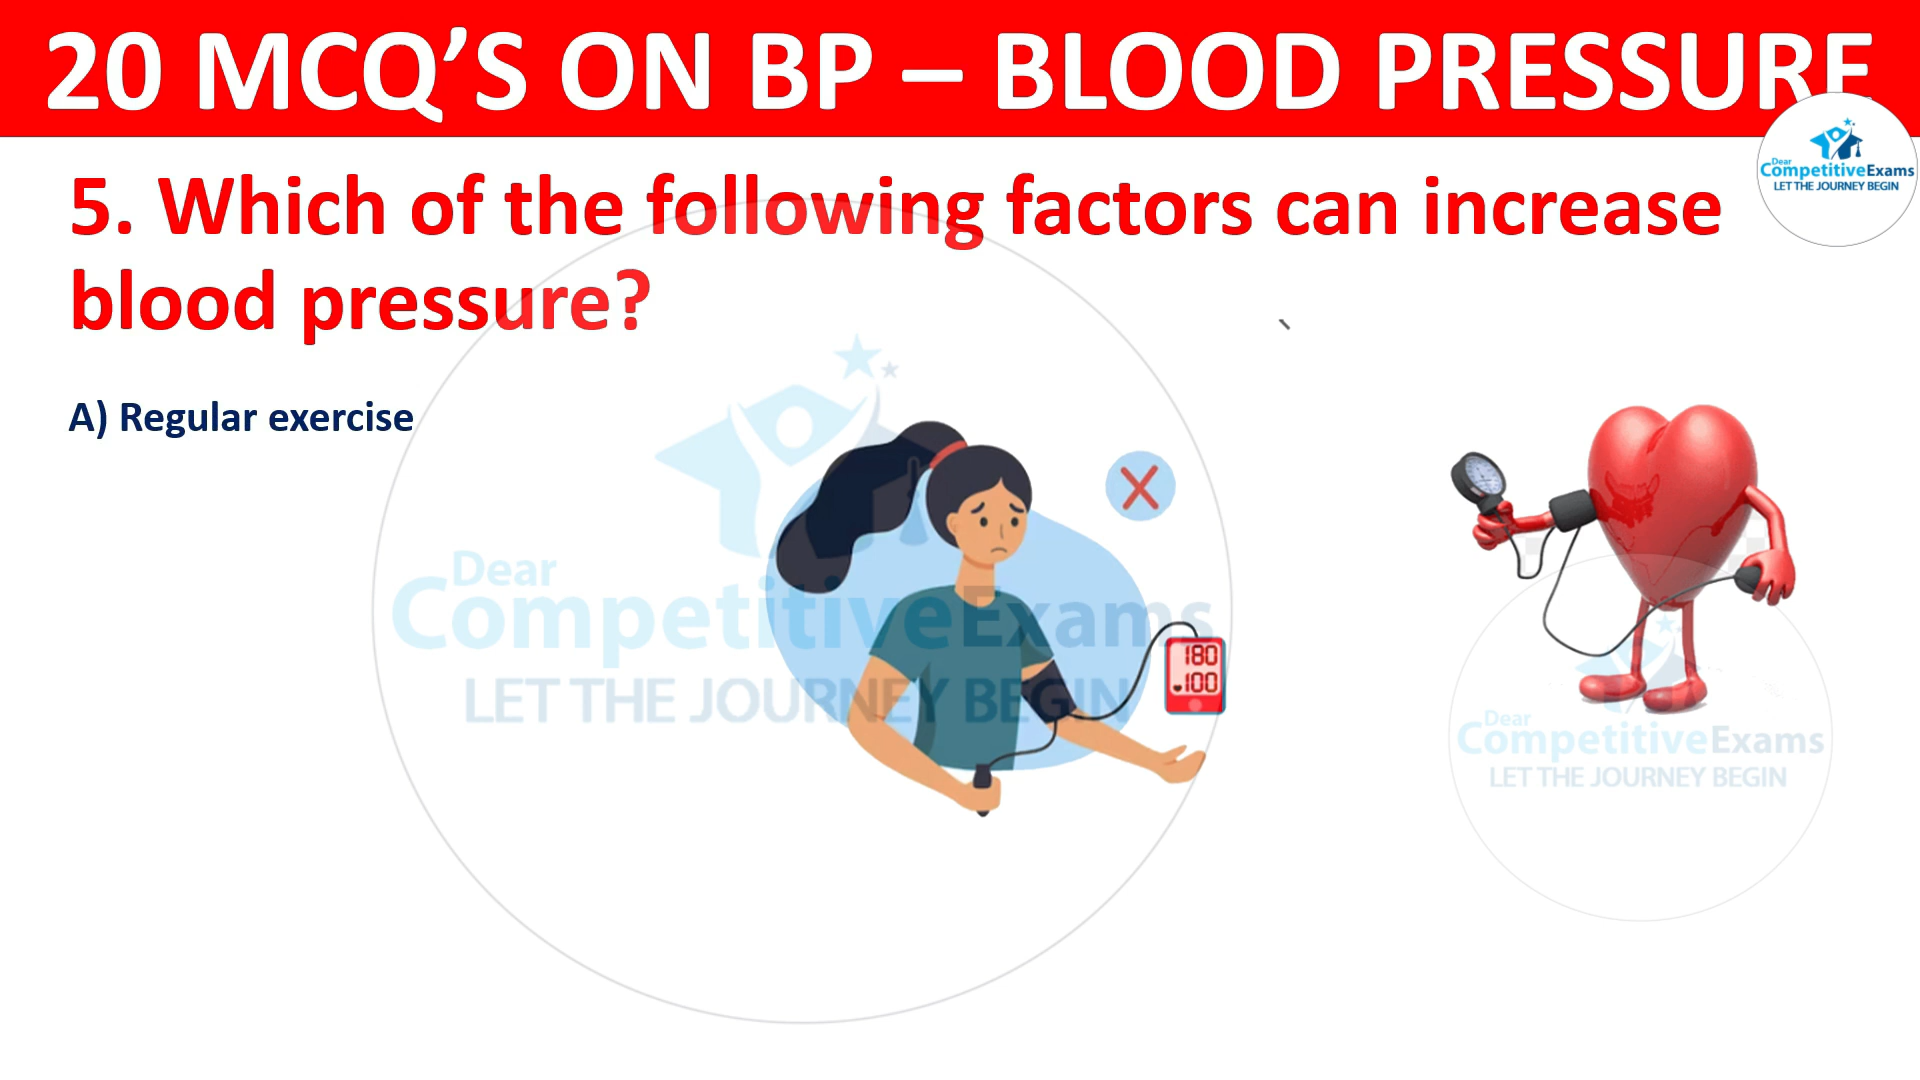 20 MCQ’S ON BP – BLOOD PRESSURE
Dear
CompetitiveExams
LET THE JOURNEY BEGIN
5. Which of the following factors can increase
blood pressure?
A) Regular exercise
Dear
CompetitiveExams
LET THE JOURNEY BEGIN
180
100
Dear
CompetitiveExams
LET THE JOURNEY BEGIN